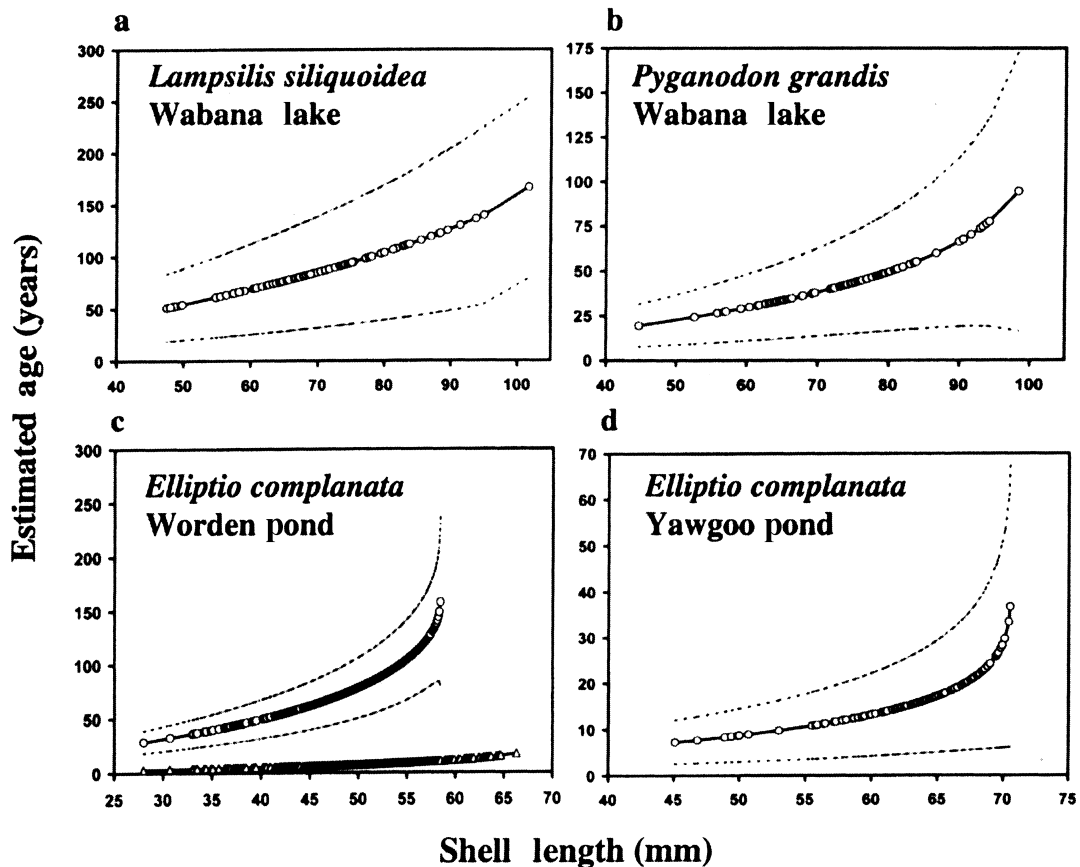 a
300
250
200
150
100
50
0
40 50 60 70 80 90 100
Lampsilis siliquoidea
Wabana lake
b
175
150
125
100
75
50
25
0
40 50 60 70 80 90 100
Pyganodon grandis
Wabana lake
c
300
250
200
150
100
50
0
25 30 35 40 45 50 55 60 65 70
Elliptio complanata
Worden pond
d
70
60
50
40
30
20
10
0
40 45 50 55 60 65 70 75
Elliptio complanata
Yawgoo pond
Estimated age (years)
Shell length (mm)